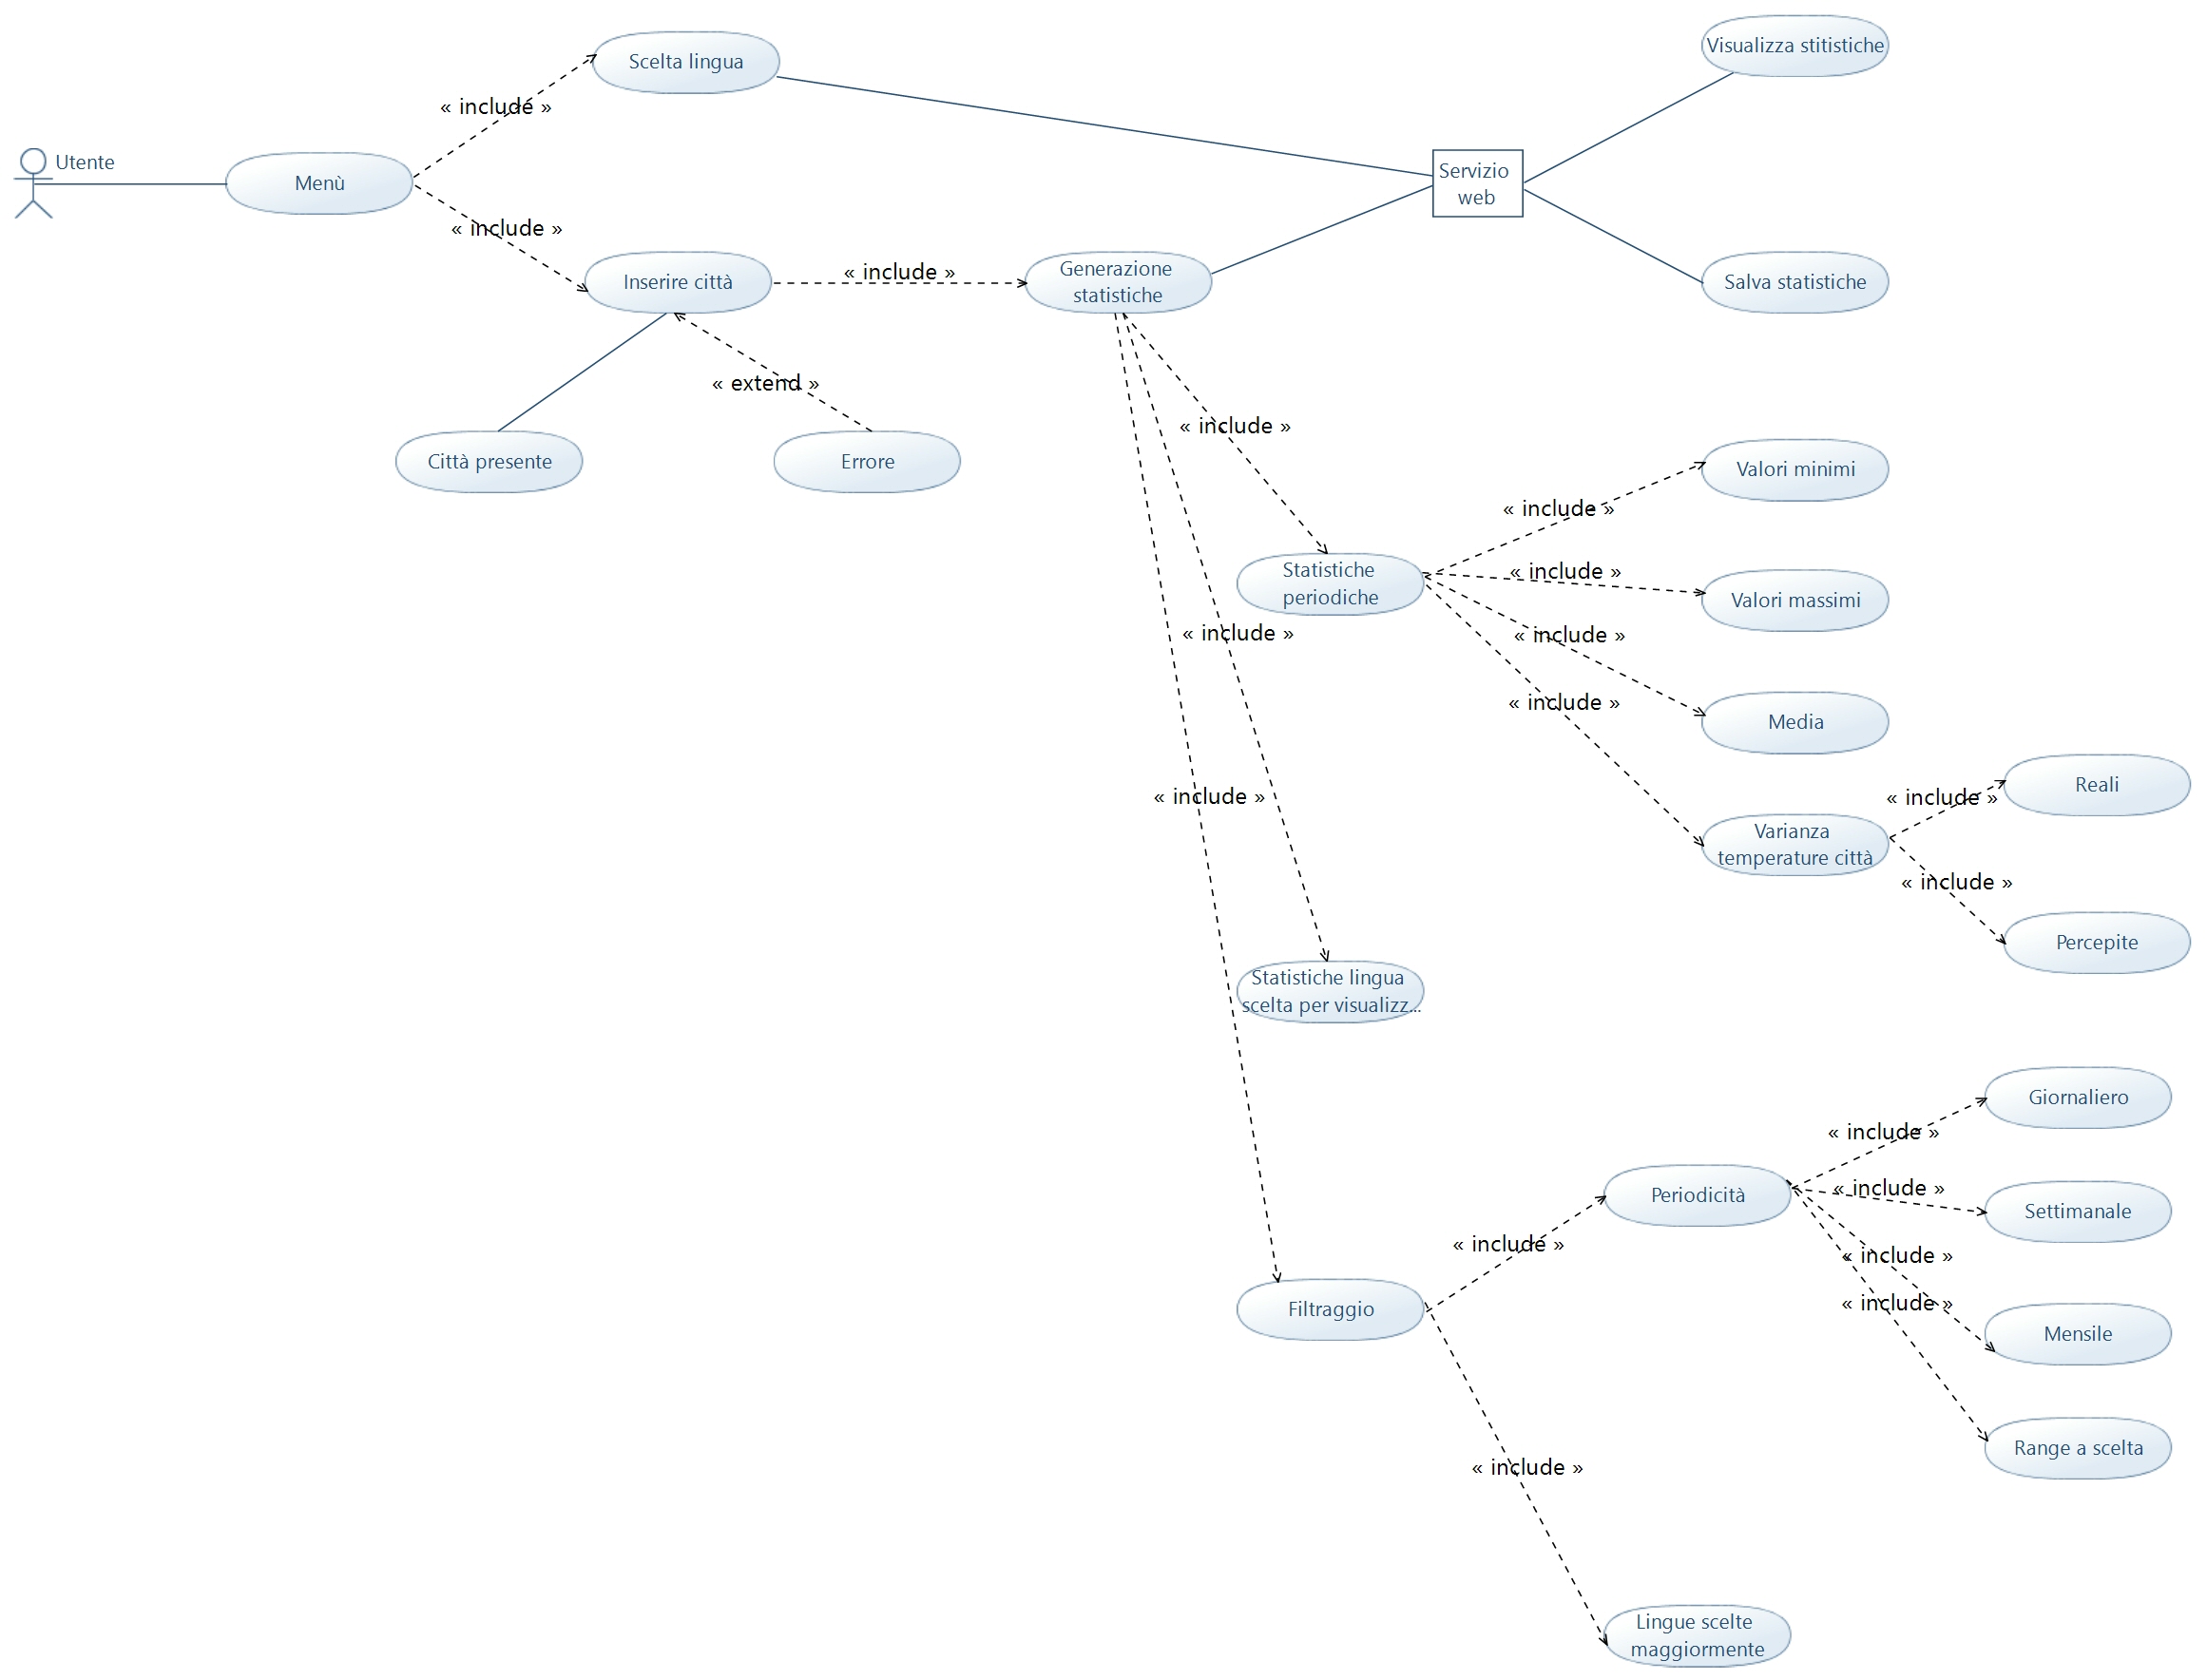 Visualizza stitistiche
Scelta lingua
« include »
Utente
Menù
Servizio
web
« include »
Inserire città
« include »
Generazione
statistiche
Salva statistiche
« extend »
« include »
Città presente
Errore
Valori minimi
« include »
Statistiche
periodiche
« include »
Valori massimi
« include »
« include »
« include »
Media
« include »
Reali
« include »
Varianza
temperature città
« include »
Percepite
Statistiche lingua
scelta per visualizz...
Giornaliero
« include »
Periodicità
« include »
Settimanale
« include »
« include »
Filtraggio
« include »
Mensile
Range a scelta
« include »
Lingue scelte
maggiormente